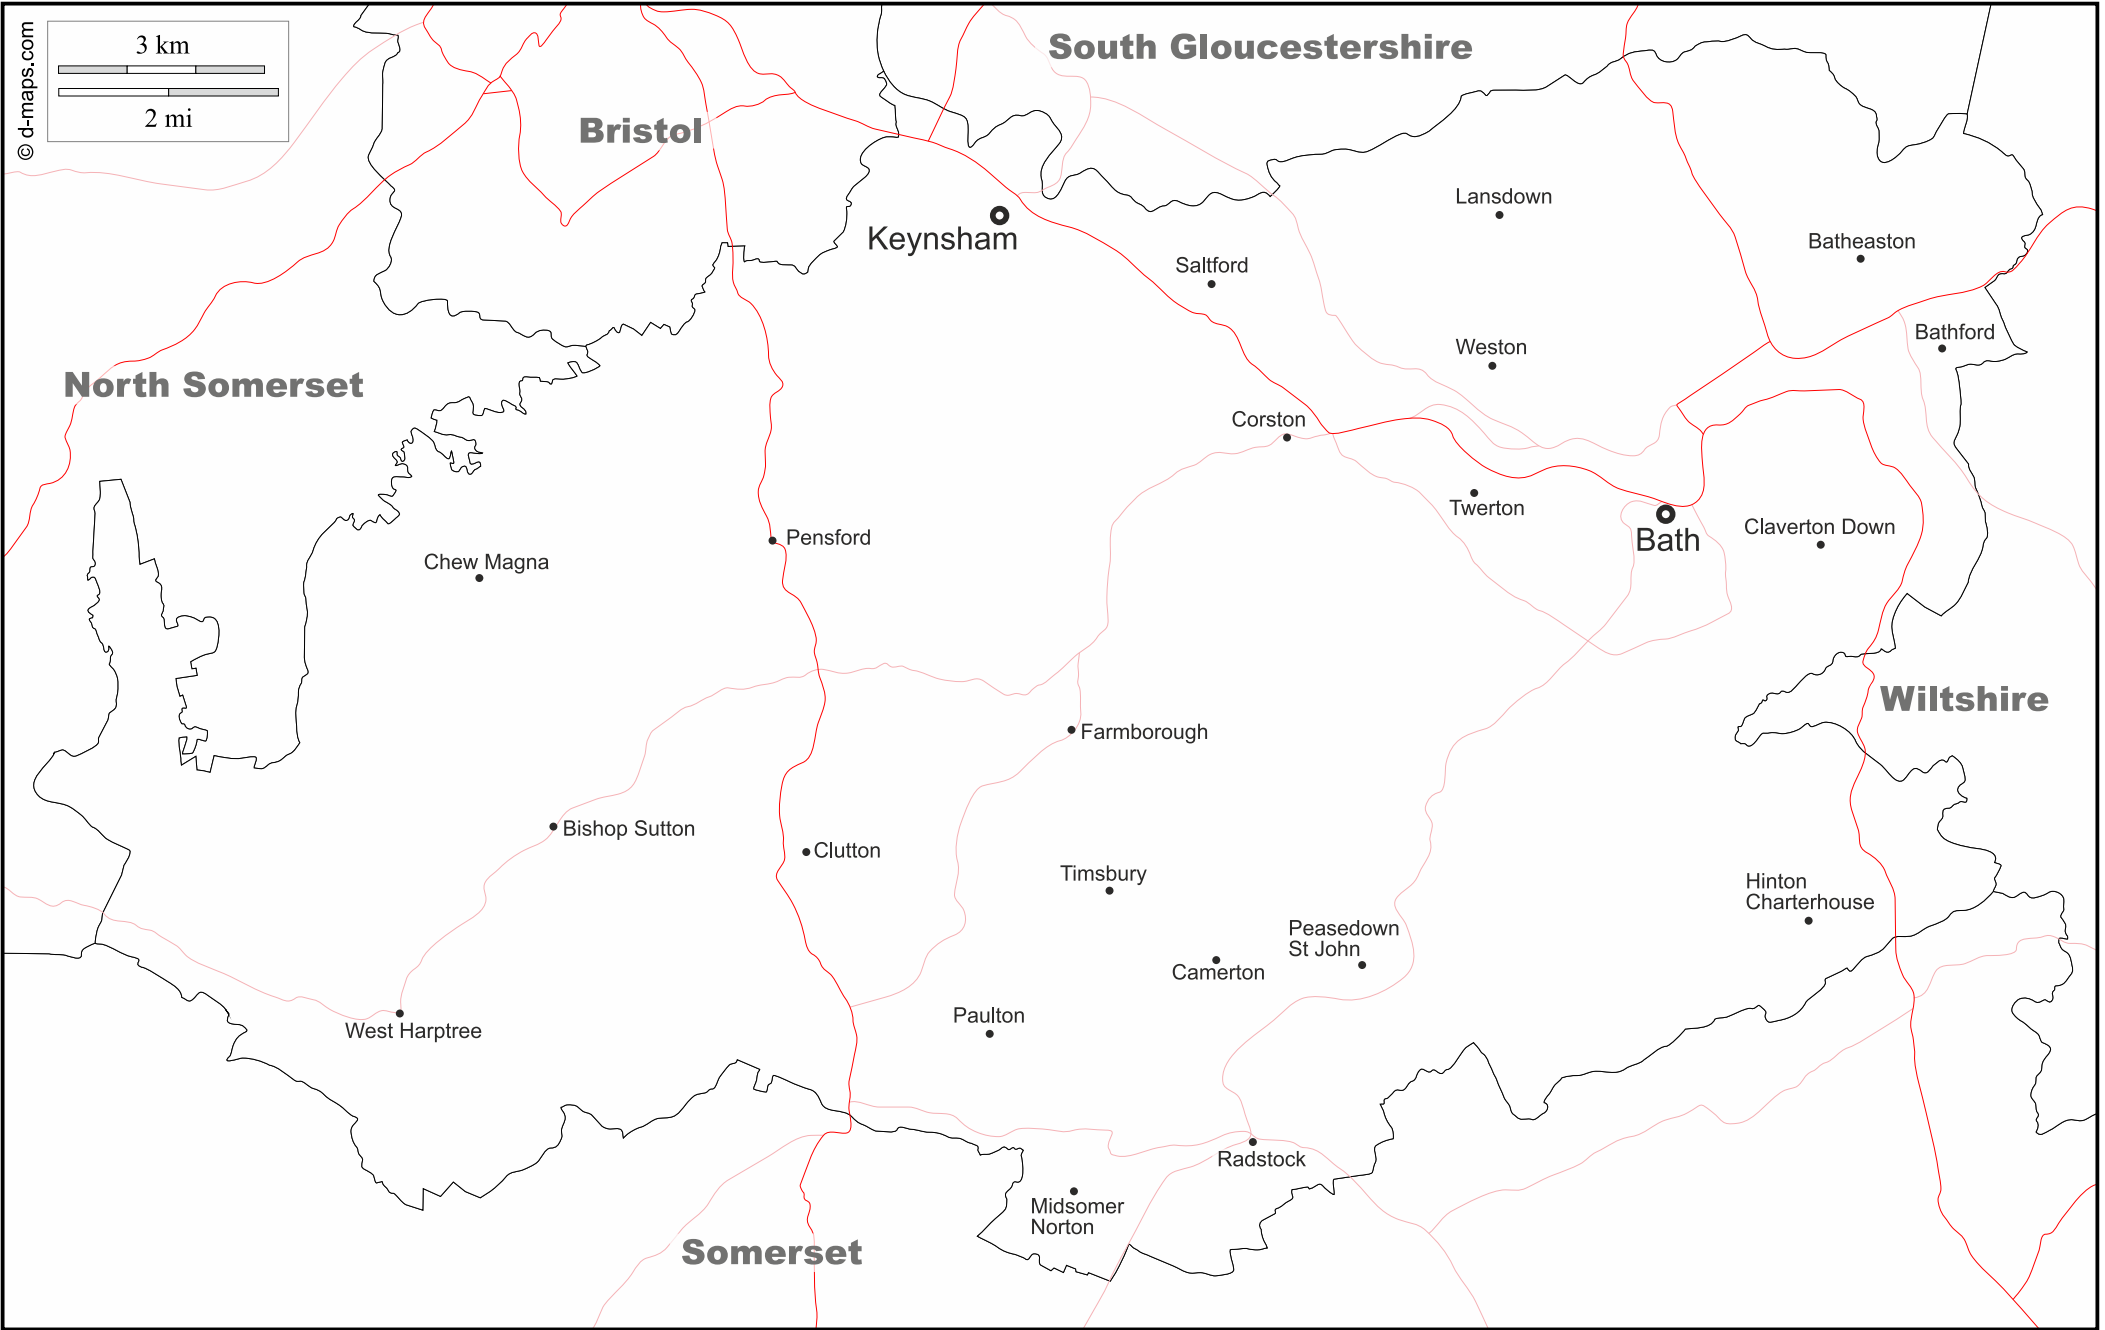 © d-maps.com
3 km
2 mi
South Gloucestershire
Bristol
Lansdown
Keynsham
Batheaston
Saltford
Bathford
Weston
North Somerset
Corston
Twerton
Claverton Down
Bath
Pensford
Chew Magna
Wiltshire
Farmborough
Bishop Sutton
Clutton
Timsbury
Hinton
Charterhouse
Peasedown
St John
Camerton
Paulton
West Harptree
Radstock
Midsomer
Norton
Somerset